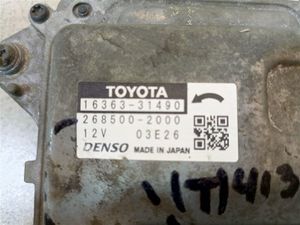 TOYOTA
16363-31490
268500-2000
12V 03E26
DENSO MADE IN JAPAN